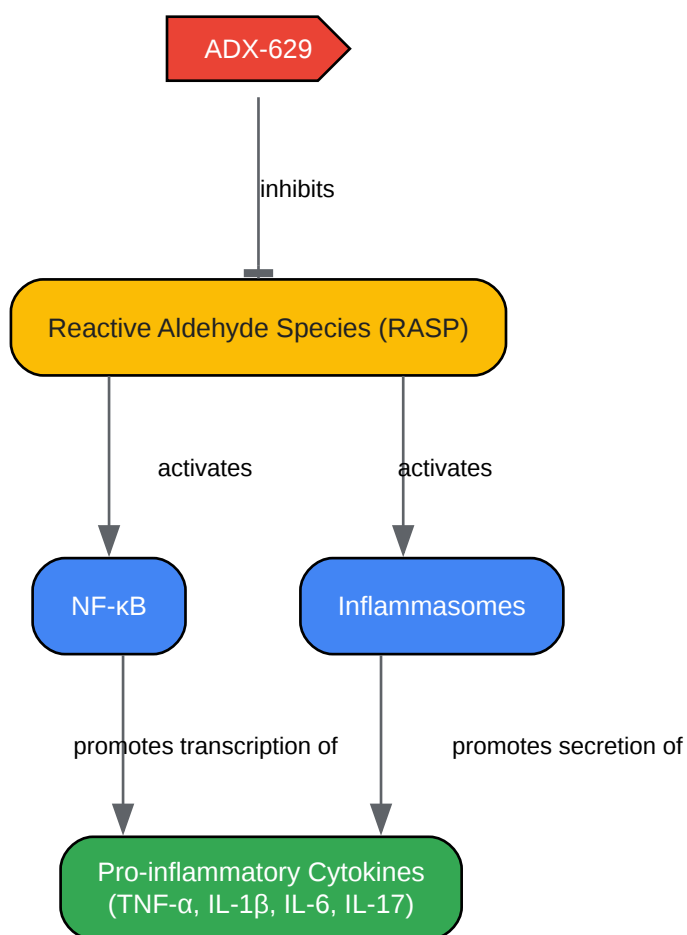 ADX-629
inhibits
Reactive Aldehyde Species (RASP)
activates
activates
NF-κB
Inflammasomes
promotes transcription of
promotes secretion of
Pro-inflammatory Cytokines
(TNF-α, IL-1β, IL-6, IL-17)